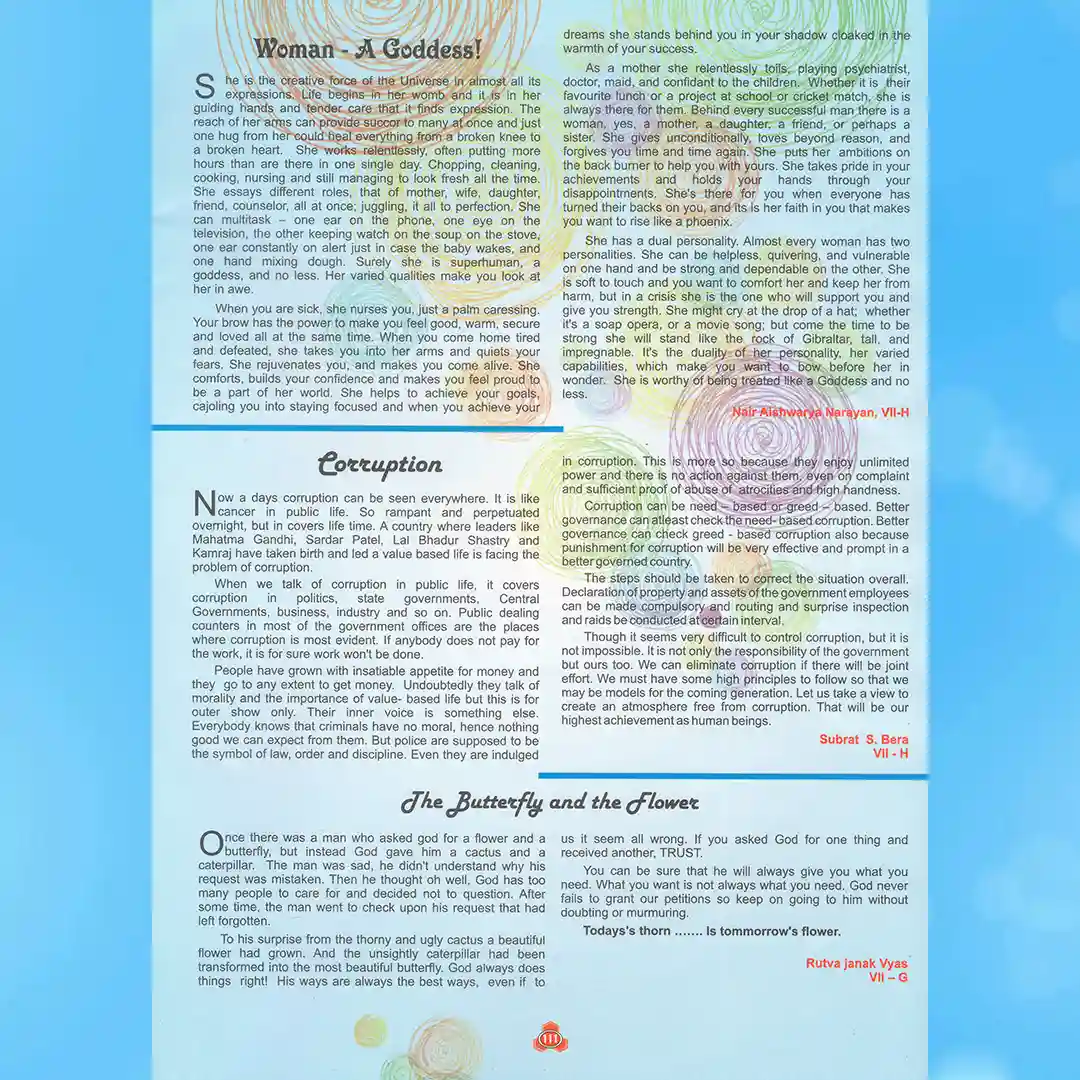 Woman - A Goddess!
She is the creative force of the Universe in almost all its
expressions. Life begins in her womb and it is in her
guiding hands and tender care that it finds expression. The
reach of her arms can provide succor to many at once and just
one hug from her could heal everything from a broken knee to
a broken heart. She works relentlessly, often putting more
hours than are there in one single day. Chopping, cleaning,
cooking, nursing and still managing to look fresh all the time.
She essays different roles, that of mother, wife, daughter,
friend, counselor, all at once; juggling, it all to perfection. She
can multitask – one ear on the phone, one eye on the
television, the other keeping watch on the soup on the stove,
one ear constantly on alert just in case the baby wakes, and
one hand mixing dough. Surely she is superhuman, a
goddess, and no less. Her varied qualities make you look at
her in awe.
When you are sick, she nurses you, just a palm caressing.
Your brow has the power to make you feel good, warm, secure
and loved all at the same time. When you come home tired
and defeated, she takes you into her arms and quiets your
fears. She rejuvenates you, and makes you come alive. She
comforts, builds your confidence and makes you feel proud to
be a part of her world. She helps to achieve your goals,
cajoling you into staying focused and when you achieve your
dreams she stands behind you in your shadow cloaked in the
warmth of your success.
As a mother she relentlessly toils, playing psychiatrist,
doctor, maid, and confidant to the children. Whether it is their
favourite lunch or a project at school or cricket match, she is
always there for them. Behind every successful man there is a
woman, yes, a mother, a daughter, a friend, or perhaps a
sister. She gives unconditionally, loves beyond reason, and
forgives you time and time again. She puts her ambitions on
the back burner to help you with yours. She takes pride in your
achievements and holds your hands through your
disappointments. She's there for you when everyone has
turned their backs on you, and its is her faith in you that makes
you want to rise like a phoenix.
She has a dual personality. Almost every woman has two
personalities. She can be helpless, quivering, and vulnerable
on one hand and be strong and dependable on the other. She
is soft to touch and you want to comfort her and keep her from
harm, but in a crisis she is the one who will support you and
give you strength. She might cry at the drop of a hat; whether
it's a soap opera, or a movie song; but come the time to be
strong she will stand like the rock of Gibraltar, tall, and
impregnable. It's the duality of her personality, her varied
capabilities, which make you want to bow before her in
wonder. She is worthy of being treated like a Goddess and no
less.
Nair Aishwarya Narayan, VII-H
Corruption
Now a days corruption can be seen everywhere. It is like
cancer in public life. So rampant and perpetuated
overnight, but in covers life time. A country where leaders like
Mahatma Gandhi, Sardar Patel, Lal Bhadur Shastry and
Kamraj have taken birth and led a value based life is facing the
problem of corruption.
When we talk of corruption in public life, it covers
corruption in politics, state governments, Central
Governments, business, industry and so on. Public dealing
counters in most of the government offices are the places
where corruption is most evident. If anybody does not pay for
the work, it is for sure work won't be done.
People have grown with insatiable appetite for money and
they go to any extent to get money. Undoubtedly they talk of
morality and the importance of value- based life but this is for
outer show only. Their inner voice is something else.
Everybody knows that criminals have no moral, hence nothing
good we can expect from them. But police are supposed to be
the symbol of law, order and discipline. Even they are indulged
in corruption. This is more so because they enjoy unlimited
power and there is no action against them, even on complaint
and sufficient proof of abuse of atrocities and high handness.
Corruption can be need – based or greed – based. Better
governance can atleast check the need- based corruption. Better
governance can check greed - based corruption also because
punishment for corruption will be very effective and prompt in a
better governed country.
The steps should be taken to correct the situation overall.
Declaration of property and assets of the government employees
can be made compulsory and routing and surprise inspection
and raids be conducted at certain interval.
Though it seems very difficult to control corruption, but it is
not impossible. It is not only the responsibility of the government
but ours too. We can eliminate corruption if there will be joint
effort. We must have some high principles to follow so that we
may be models for the coming generation. Let us take a view to
create an atmosphere free from corruption. That will be our
highest achievement as human beings.
Subrat S. Bera
VII - H
The Butterfly and the Flower
Once there was a man who asked god for a flower and a
butterfly, but instead God gave him a cactus and a
caterpillar. The man was sad, he didn't understand why his
request was mistaken. Then he thought oh well, God has too
many people to care for and decided not to question. After
some time, the man went to check upon his request that had
left forgotten.
To his surprise from the thorny and ugly cactus a beautiful
flower had grown. And the unsightly caterpillar had been
transformed into the most beautiful butterfly. God always does
things right! His ways are always the best ways, even if to
us it seem all wrong. If you asked God for one thing and
received another, TRUST.
You can be sure that he will always give you what you
need. What you want is not always what you need. God never
fails to grant our petitions so keep on going to him without
doubting or murmuring.
Todays's thorn ....... Is tommorrow's flower.
Rutva janak Vyas
VII – G
111